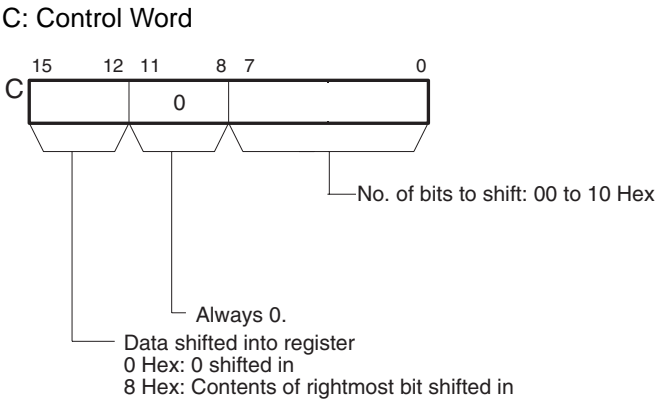 C: Control Word
15 12 11 8 7 0
C
0
No. of bits to shift: 00 to 10 Hex
Always 0.
Data shifted into register
0 Hex: 0 shifted in
8 Hex: Contents of rightmost bit shifted in